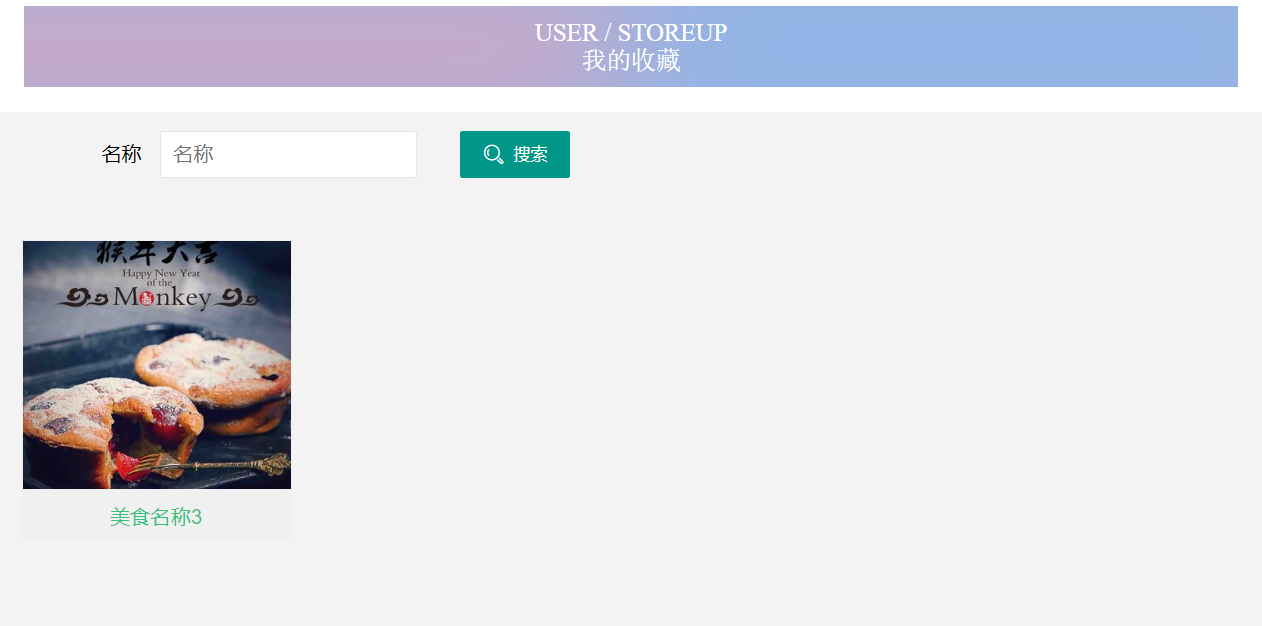 USER / STOREUP
我的收藏
名称
名称
搜索
猴年大吉
Happy New Year
of the
Monkey
美食名称3